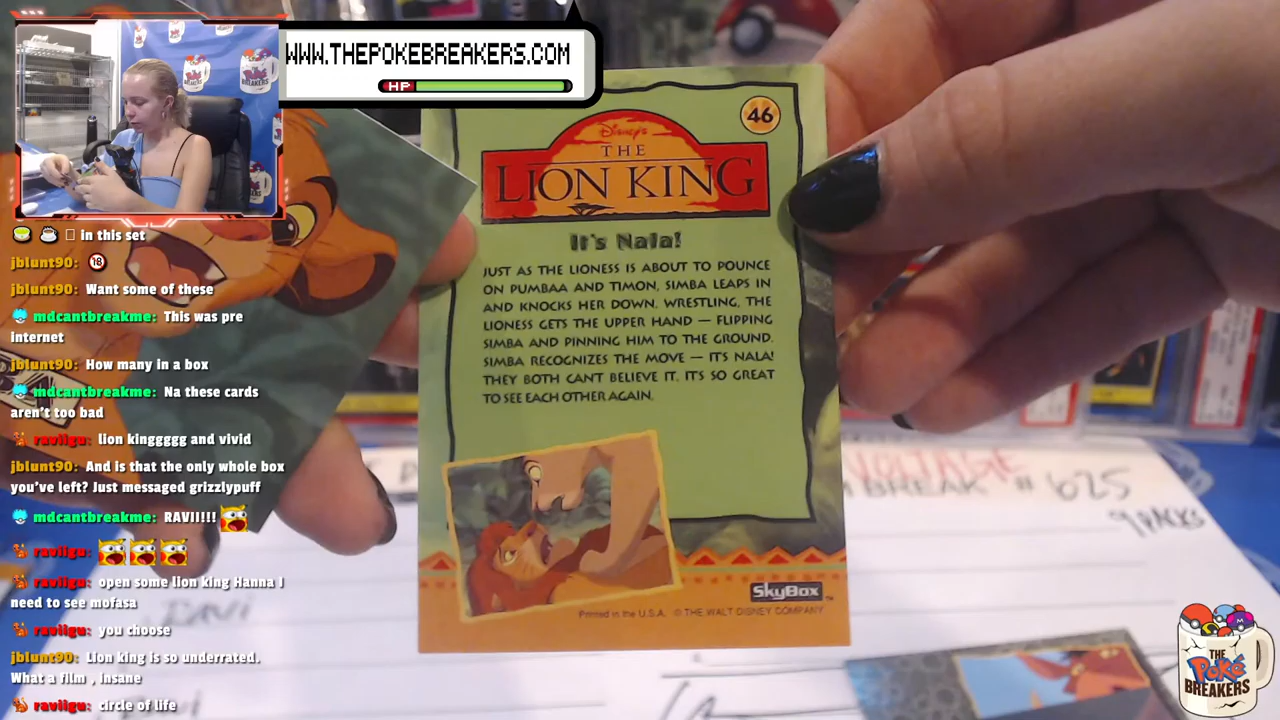 WWW.THEPOKEBREAKERS.COM
HP
in this set
jblunt90: 18
jblunt90: Want some of these
mdcantbreakme: This was pre
internet
jblunt90: How many in a box
mdcantbreakme: Na these cards
aren't too bad
raviigu: lion kinggggg and vivid
jblunt90: And is that the only whole box
you've left? Just messaged grizzlypuff
mdcantbreakme: RAVII!!!
raviigu:
raviigu: open some lion king Hanna I
need to see mofasa
raviigu: you choose
jblunt90: Lion king is so underrated.
What a film , insane
raviigu: circle of life
46
Disney's
THE
LION KING
It's Nala!
JUST AS THE LIONESS IS ABOUT TO POUNCE
ON PUMBAA AND TIMON, SIMBA LEAPS IN
AND KNOCKS HER DOWN. WRESTLING, THE
LIONESS GETS THE UPPER HAND — FLIPPING
SIMBA AND PINNING HIM TO THE GROUND.
SIMBA RECOGNIZES THE MOVE — IT'S NALA!
THEY BOTH CAN'T BELIEVE IT. IT'S SO GREAT
TO SEE EACH OTHER AGAIN.
SKYBOX
Printed in the U.S.A. © THE WALT DISNEY COMPANY
BREAK # 625
9 PACKS
THE
Poké
BREAKERS